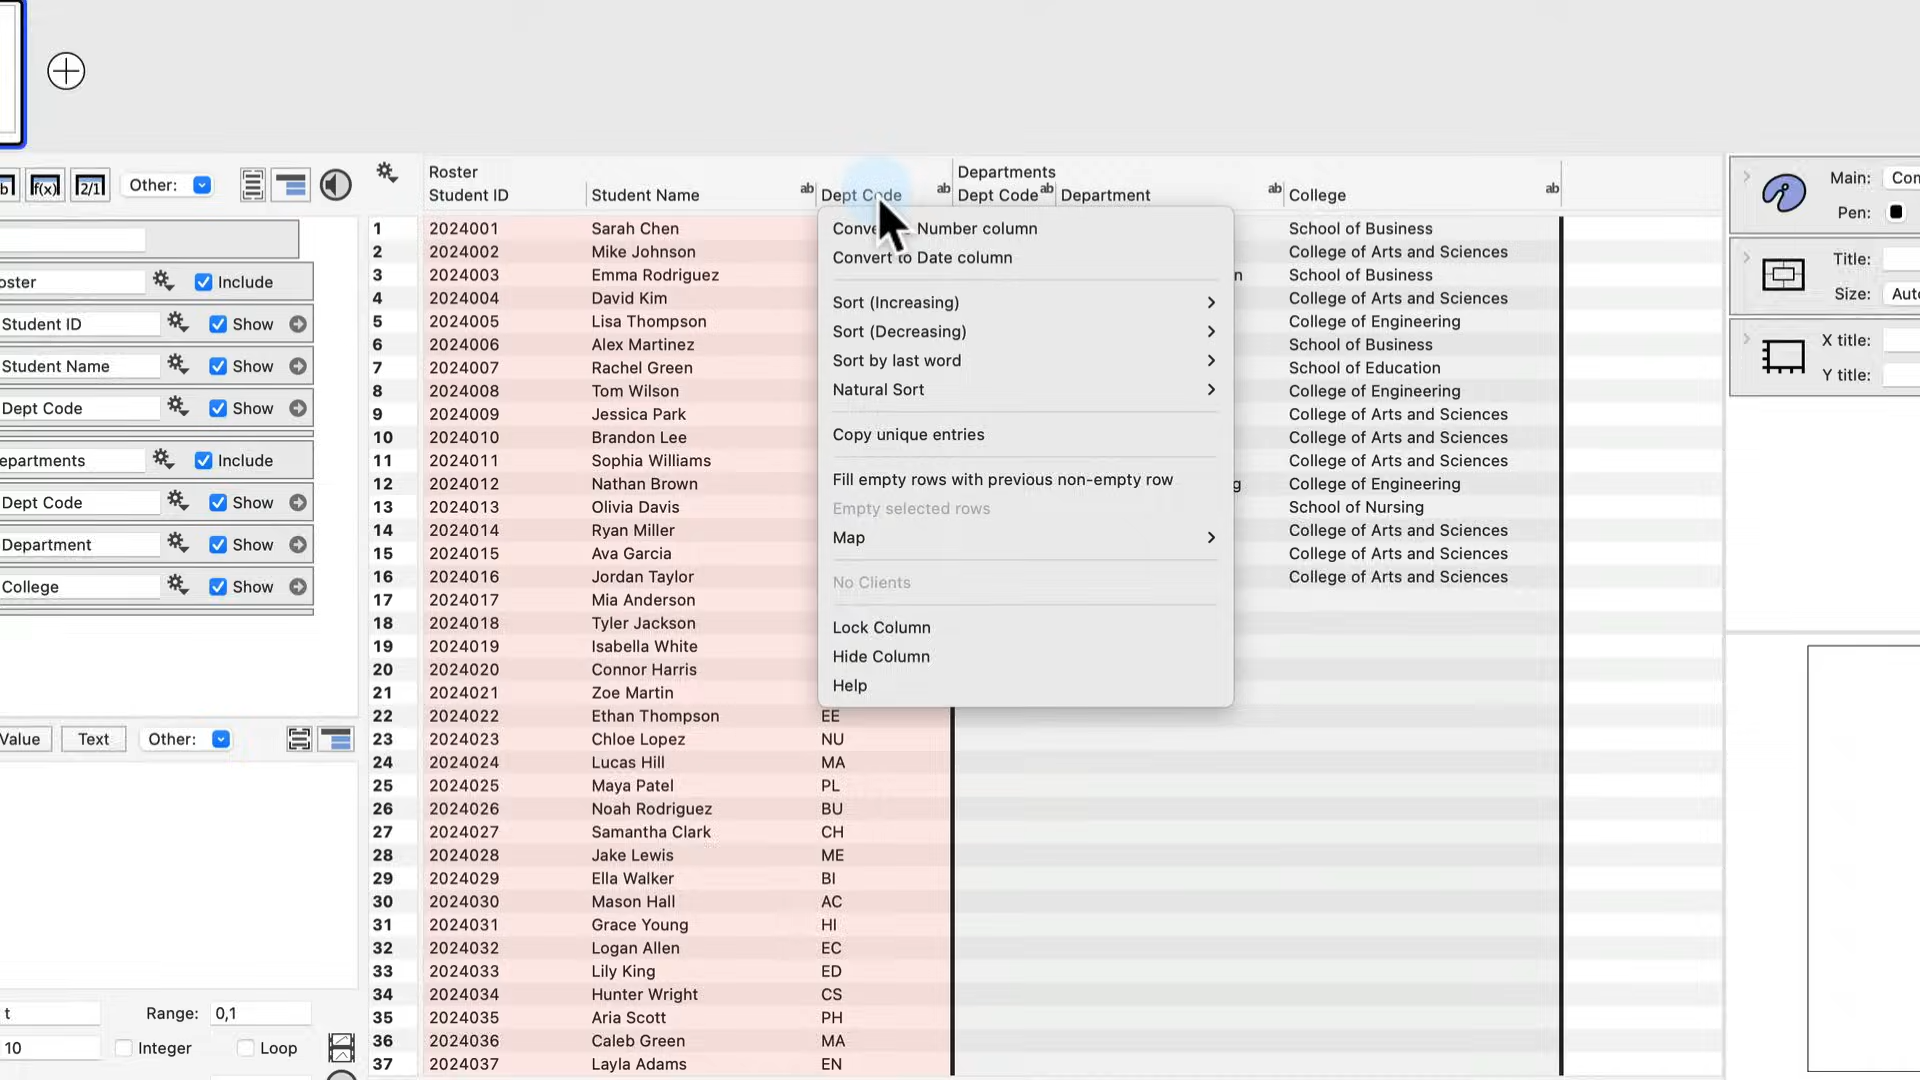 Other:
Roster
Departments
Student ID
Student Name
ab
Dept Code
ab
Dept Code
ab
Department
ab
College
ab
f(x)
2/1
Main:
Pen:
Title:
Size:
X title:
Y title:
Include
Student ID
Show
Student Name
Show
Dept Code
Show
Include
Dept Code
Show
Department
Show
College
Show
Convert to Date column
Sort (Increasing)
Sort (Decreasing)
Sort by last word
Natural Sort
Copy unique entries
Fill empty rows with previous non-empty row
Empty selected rows
Map
No Clients
Lock Column
Hide Column
Help
Number column
1 2024001 Sarah Chen School of Business
2 2024002 Mike Johnson College of Arts and Sciences
3 2024003 Emma Rodriguez School of Business
4 2024004 David Kim College of Arts and Sciences
5 2024005 Lisa Thompson College of Engineering
6 2024006 Alex Martinez School of Business
7 2024007 Rachel Green School of Education
8 2024008 Tom Wilson College of Engineering
9 2024009 Jessica Park College of Arts and Sciences
10 2024010 Brandon Lee College of Arts and Sciences
11 2024011 Sophia Williams College of Arts and Sciences
12 2024012 Nathan Brown College of Engineering
13 2024013 Olivia Davis School of Nursing
14 2024014 Ryan Miller College of Arts and Sciences
15 2024015 Ava Garcia College of Arts and Sciences
16 2024016 Jordan Taylor College of Arts and Sciences
17 2024017 Mia Anderson
18 2024018 Tyler Jackson
19 2024019 Isabella White
20 2024020 Connor Harris
21 2024021 Zoe Martin
22 2024022 Ethan Thompson EE
23 2024023 Chloe Lopez NU
24 2024024 Lucas Hill MA
25 2024025 Maya Patel PL
26 2024026 Noah Rodriguez BU
27 2024027 Samantha Clark CH
28 2024028 Jake Lewis ME
29 2024029 Ella Walker BI
30 2024030 Mason Hall AC
31 2024031 Grace Young HI
32 2024032 Logan Allen EC
33 2024033 Lily King ED
34 2024034 Hunter Wright CS
35 2024035 Aria Scott PH
36 2024036 Caleb Green MA
37 2024037 Layla Adams EN
Value
Text
Other:
t
Range:
0,1
10
Integer
Loop